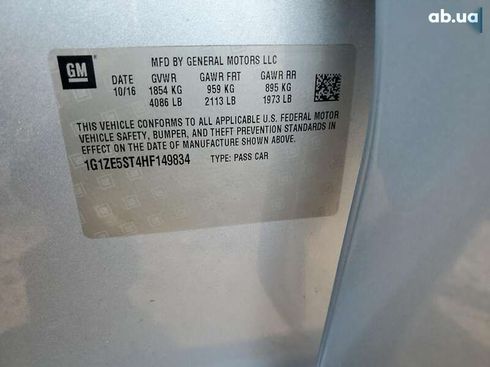 ab.ua
GM
MFD BY GENERAL MOTORS LLC
DATE GVWR GAWR FRT GAWR RR
10/16 1854 KG 959 KG 895 KG
4086 LB 2113 LB 1973 LB
THIS VEHICLE CONFORMS TO ALL APPLICABLE U.S. FEDERAL MOTOR
VEHICLE SAFETY, BUMPER, AND THEFT PREVENTION STANDARDS IN
EFFECT ON THE DATE OF MANUFACTURE SHOWN ABOVE.
1G1ZE5ST4HF149834 TYPE: PASS CAR